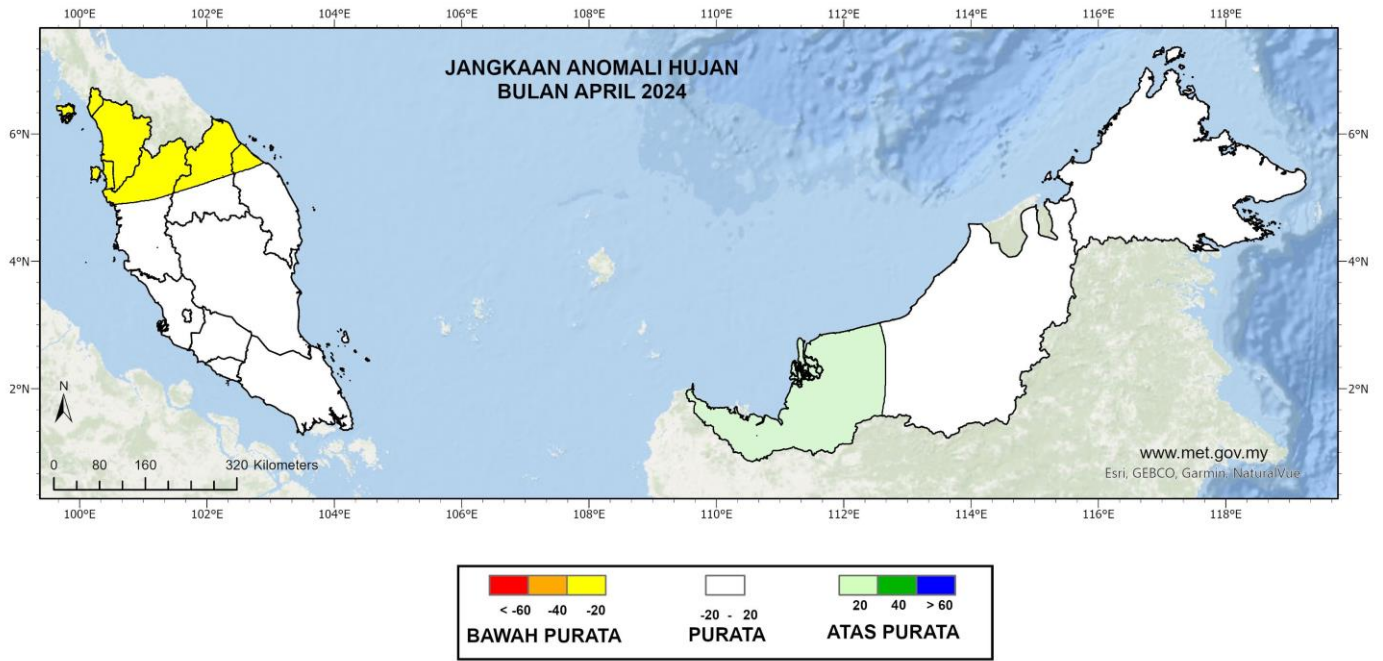 100°E 102°E 104°E 106°E 108°E 110°E 112°E 114°E 116°E 118°E
JANGKAAN ANOMALI HUJAN
BULAN APRIL 2024
6°N 6°N
4°N 4°N
2°N 2°N
N
0 80 160 320 Kilometers
www.met.gov.my
Esri, GEBCO, Garmin, NaturalVue
100°E 102°E 104°E 106°E 108°E 110°E 112°E 114°E 116°E 118°E
< -60 -40 -20 -20 - 20 20 40 > 60
BAWAH PURATA PURATA ATAS PURATA